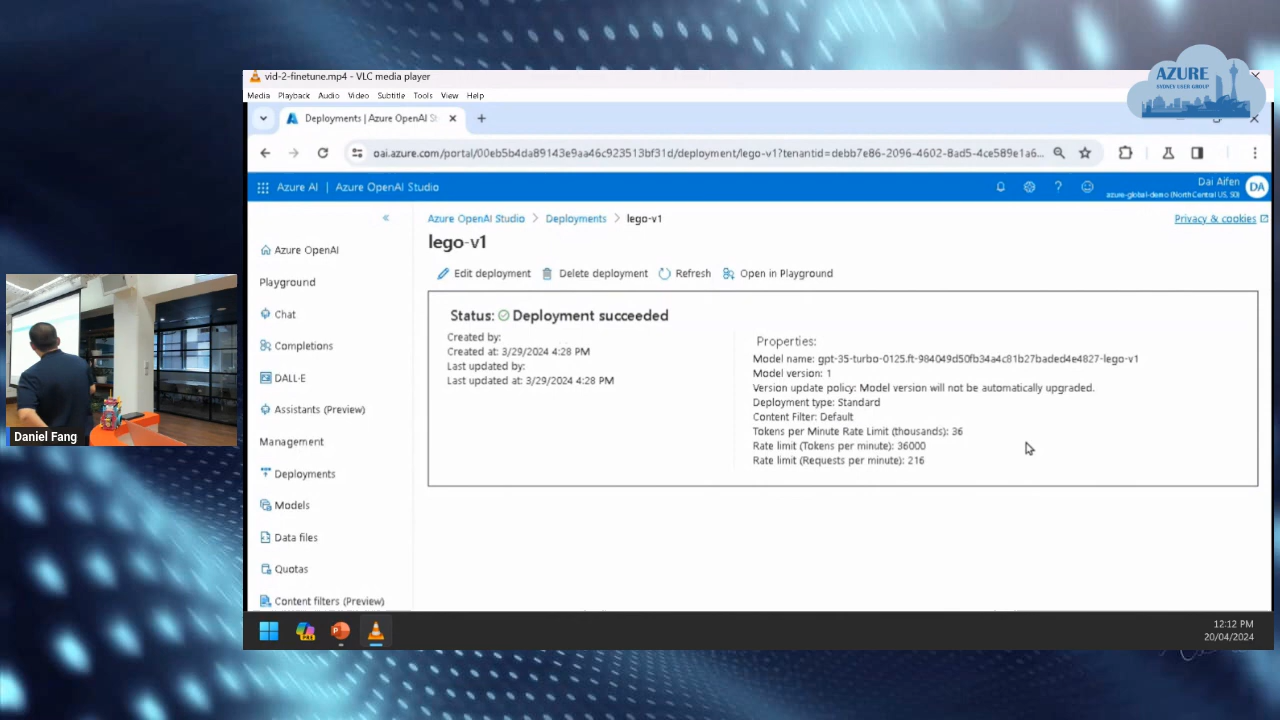 vid-2-finetune.mp4 - VLC media player
AZURE
SYDNEY USER GROUP
Media Playback Audio Video Subtitle Tools View Help
Deployments | Azure OpenAI St
oai.azure.com/portal/00eb5b4da89143e9aa46c923513bf31d/deployment/lego-v1?tenantid=debb7e86-2096-4602-8ad5-4ce589e1a6...
Azure AI | Azure OpenAI Studio
Dai Aifen
azure-global-demo (North Central US, S0)
DA
Azure OpenAI Studio > Deployments > lego-v1
Privacy & cookies
lego-v1
Azure OpenAI
Edit deployment Delete deployment Refresh Open in Playground
Playground
Chat
Completions
DALL·E
Assistants (Preview)
Management
Deployments
Models
Data files
Quotas
Content filters (Preview)
Status: Deployment succeeded
Created by:
Created at: 3/29/2024 4:28 PM
Last updated by:
Last updated at: 3/29/2024 4:28 PM
Properties:
Model name: gpt-35-turbo-0125.ft-984049d50fb34a4c81b27baded4e4827-lego-v1
Model version: 1
Version update policy: Model version will not be automatically upgraded.
Deployment type: Standard
Content Filter: Default
Tokens per Minute Rate Limit (thousands): 36
Rate limit (Tokens per minute): 36000
Rate limit (Requests per minute): 216
Daniel Fang
12:12 PM
20/04/2024